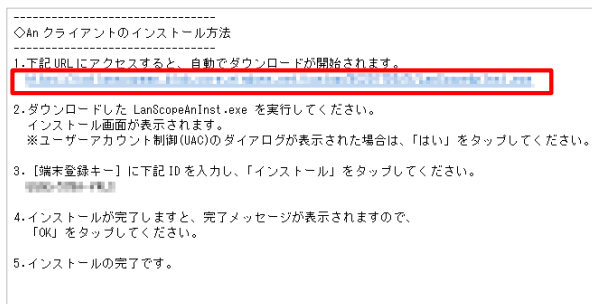 ------------------------------
◇An クライアントのインストール方法
------------------------------
1.下記URLにアクセスすると、自動でダウンロードが開始されます。
2.ダウンロードした LanScopeAnInst.exe を実行してください。
インストール画面が表示されます。
※ユーザーアカウント制御(UAC)のダイアログが表示された場合は、「はい」をタップしてください。
3.[端末登録キー]に下記IDを入力し、「インストール」をタップしてください。
4.インストールが完了しますと、完了メッセージが表示されますので、
「OK」をタップしてください。
5.インストールの完了です。